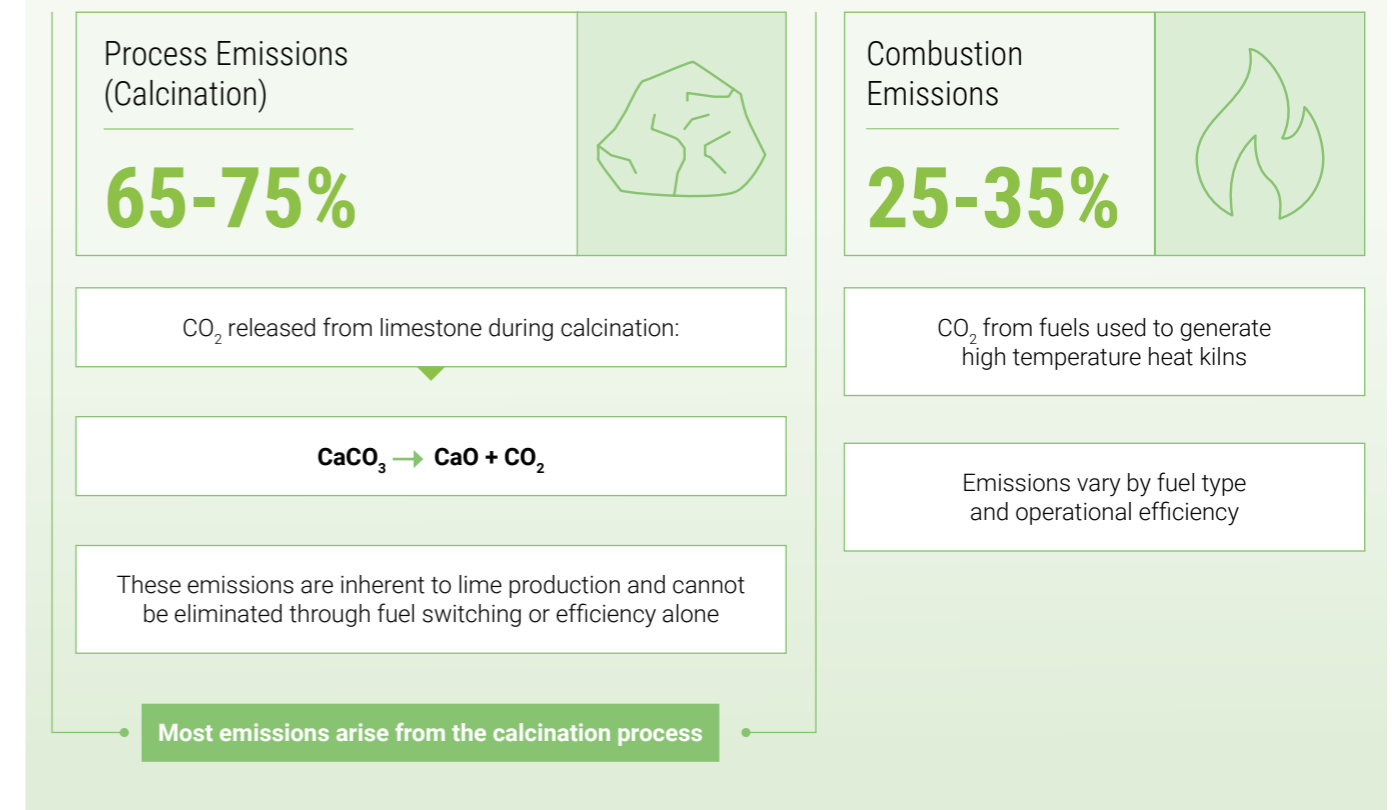 Process Emissions
(Calcination)
65-75%
CO₂ released from limestone during calcination:
CaCO₃ → CaO + CO₂
These emissions are inherent to lime production and cannot
be eliminated through fuel switching or efficiency alone
Most emissions arise from the calcination process
Combustion
Emissions
25-35%
CO₂ from fuels used to generate
high temperature heat kilns
Emissions vary by fuel type
and operational efficiency